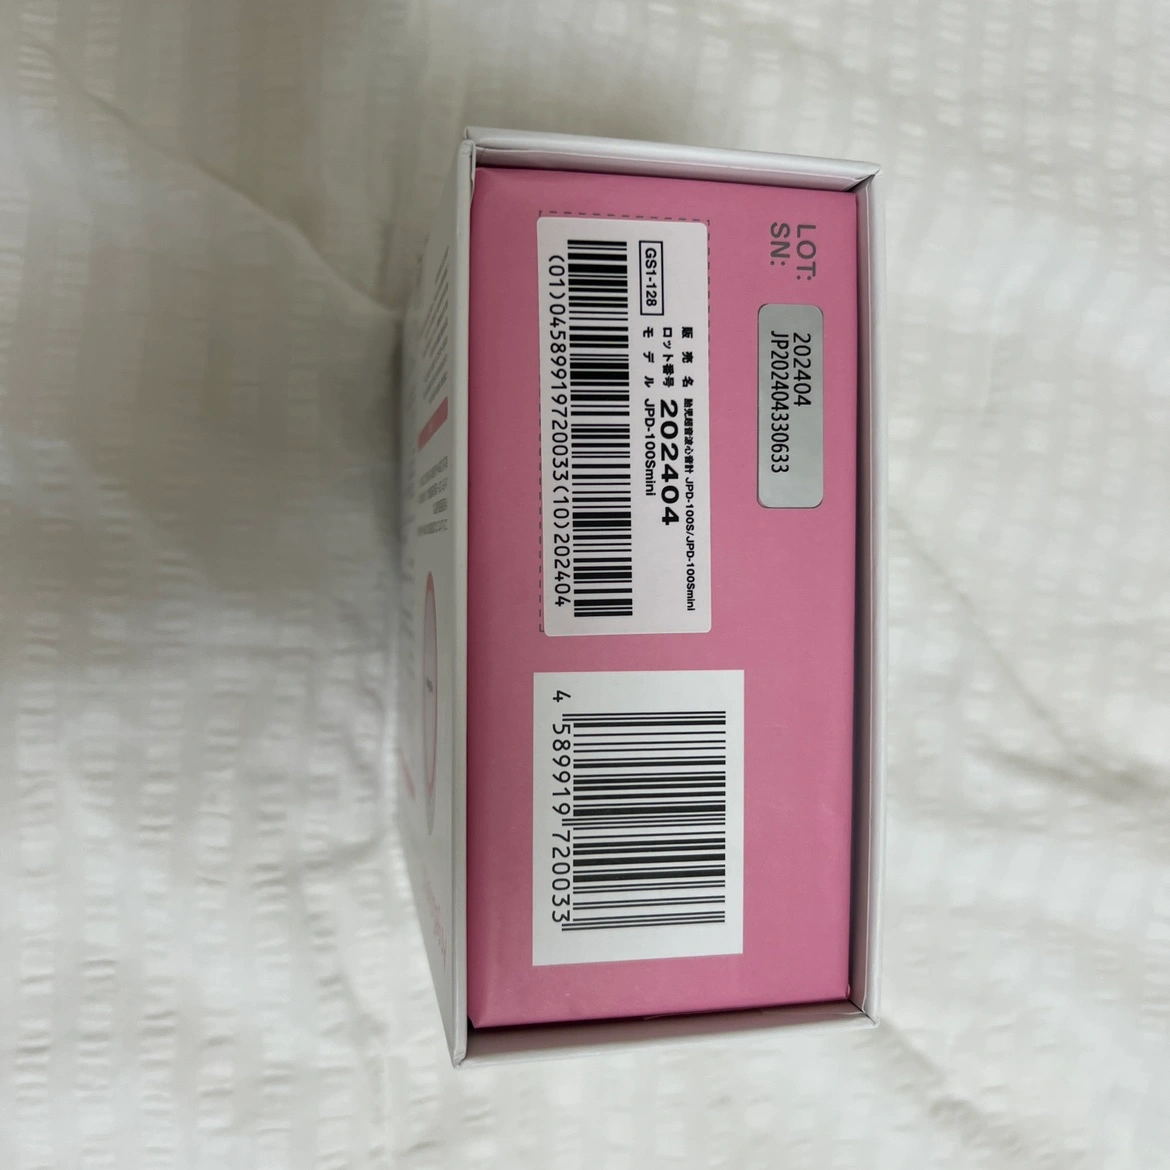 LOT:
SN:
202404
JP202404330633
販売名 胎児超音波心音計 JPD-100S/JPD-100Smini
ロット番号 202404
モデル JPD-100Smini
GS1-128
(01)04589919720033(10)202404
4 589919 720033